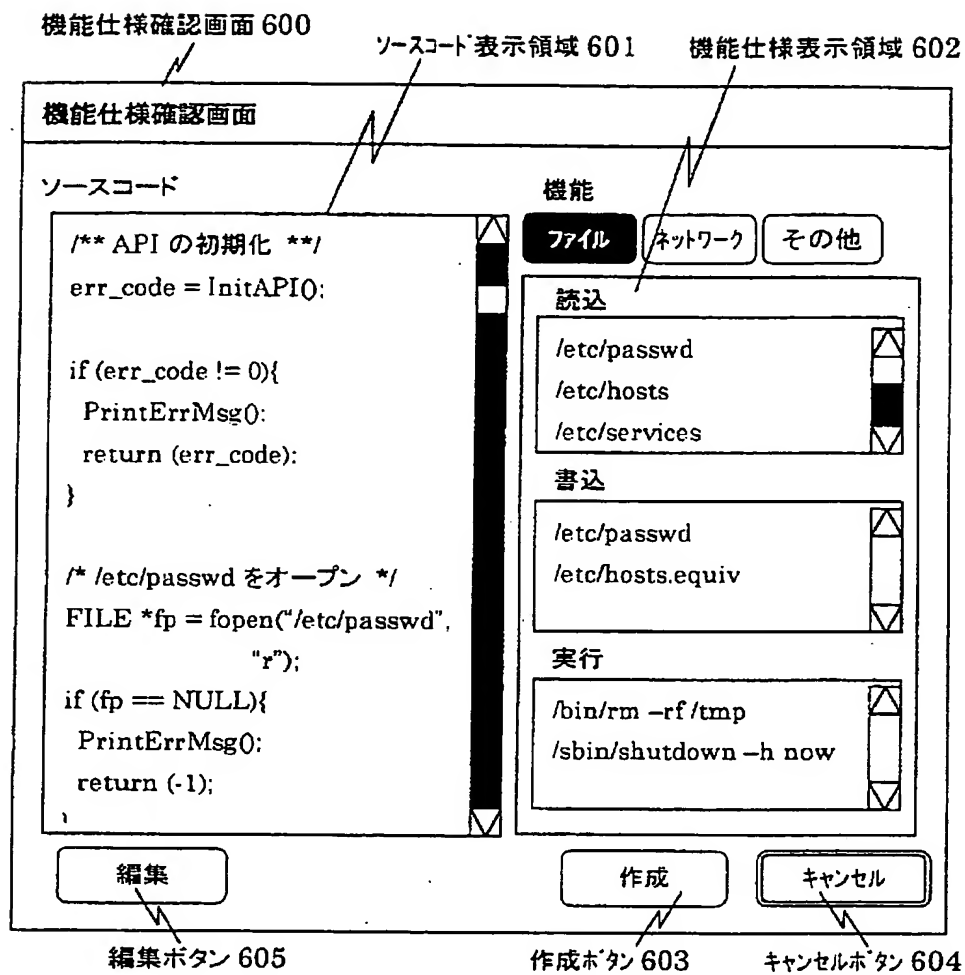 機能仕様確認画面 600
ソースコード表示領域 601
機能仕様表示領域 602
機能仕様確認画面
ソースコード
/** API の初期化 **/
err_code = InitAPI();
if (err_code != 0){
PrintErrMsg();
return (err_code);
}
/* /etc/passwd をオープン */
FILE *fp = fopen("/etc/passwd",
"r");
if (fp == NULL){
PrintErrMsg();
return (-1);
}
機能
ファイル
ネットワーク
その他
読込
/etc/passwd
/etc/hosts
/etc/services
書込
/etc/passwd
/etc/hosts.equiv
実行
/bin/rm –rf /tmp
/sbin/shutdown –h now
編集
作成
キャンセル
編集ボタン 605
作成ボタン 603
キャンセルボタン 604